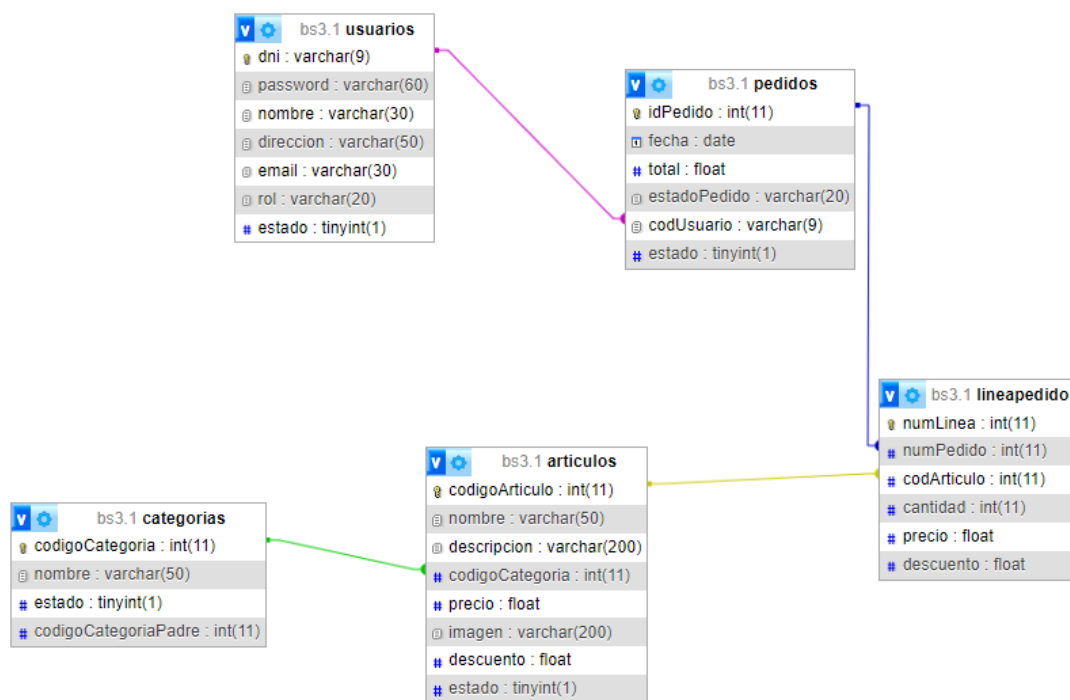 bs3.1 usuarios
dni : varchar(9)
password : varchar(60)
nombre : varchar(30)
direccion : varchar(50)
email : varchar(30)
rol : varchar(20)
estado : tinyint(1)
bs3.1 pedidos
idPedido : int(11)
fecha : date
total : float
estadoPedido : varchar(20)
codUsuario : varchar(9)
estado : tinyint(1)
bs3.1 lineapedido
numLinea : int(11)
numPedido : int(11)
codArticulo : int(11)
cantidad : int(11)
precio : float
descuento : float
bs3.1 articulos
codigoArticulo : int(11)
nombre : varchar(50)
descripcion : varchar(200)
codigoCategoria : int(11)
precio : float
imagen : varchar(200)
descuento : float
estado : tinyint(1)
bs3.1 categorias
codigoCategoria : int(11)
nombre : varchar(50)
estado : tinyint(1)
codigoCategoriaPadre : int(11)